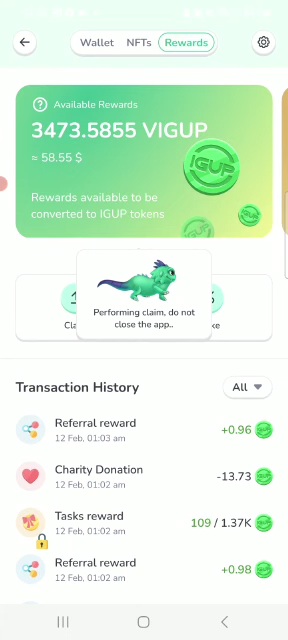 Wallet NFTs Rewards
Available Rewards
3473.5855 VIGUP
≈ 58.55 $
IGUP
Rewards available to be
converted to IGUP tokens
Performing claim, do not
close the app..
Transaction History
All
Referral reward
+0.96
12 Feb, 01:03 am
Charity Donation
-13.73
12 Feb, 01:02 am
Tasks reward
109 / 1.37K
12 Feb, 01:02 am
Referral reward
+0.98
12 Feb, 01:02 am